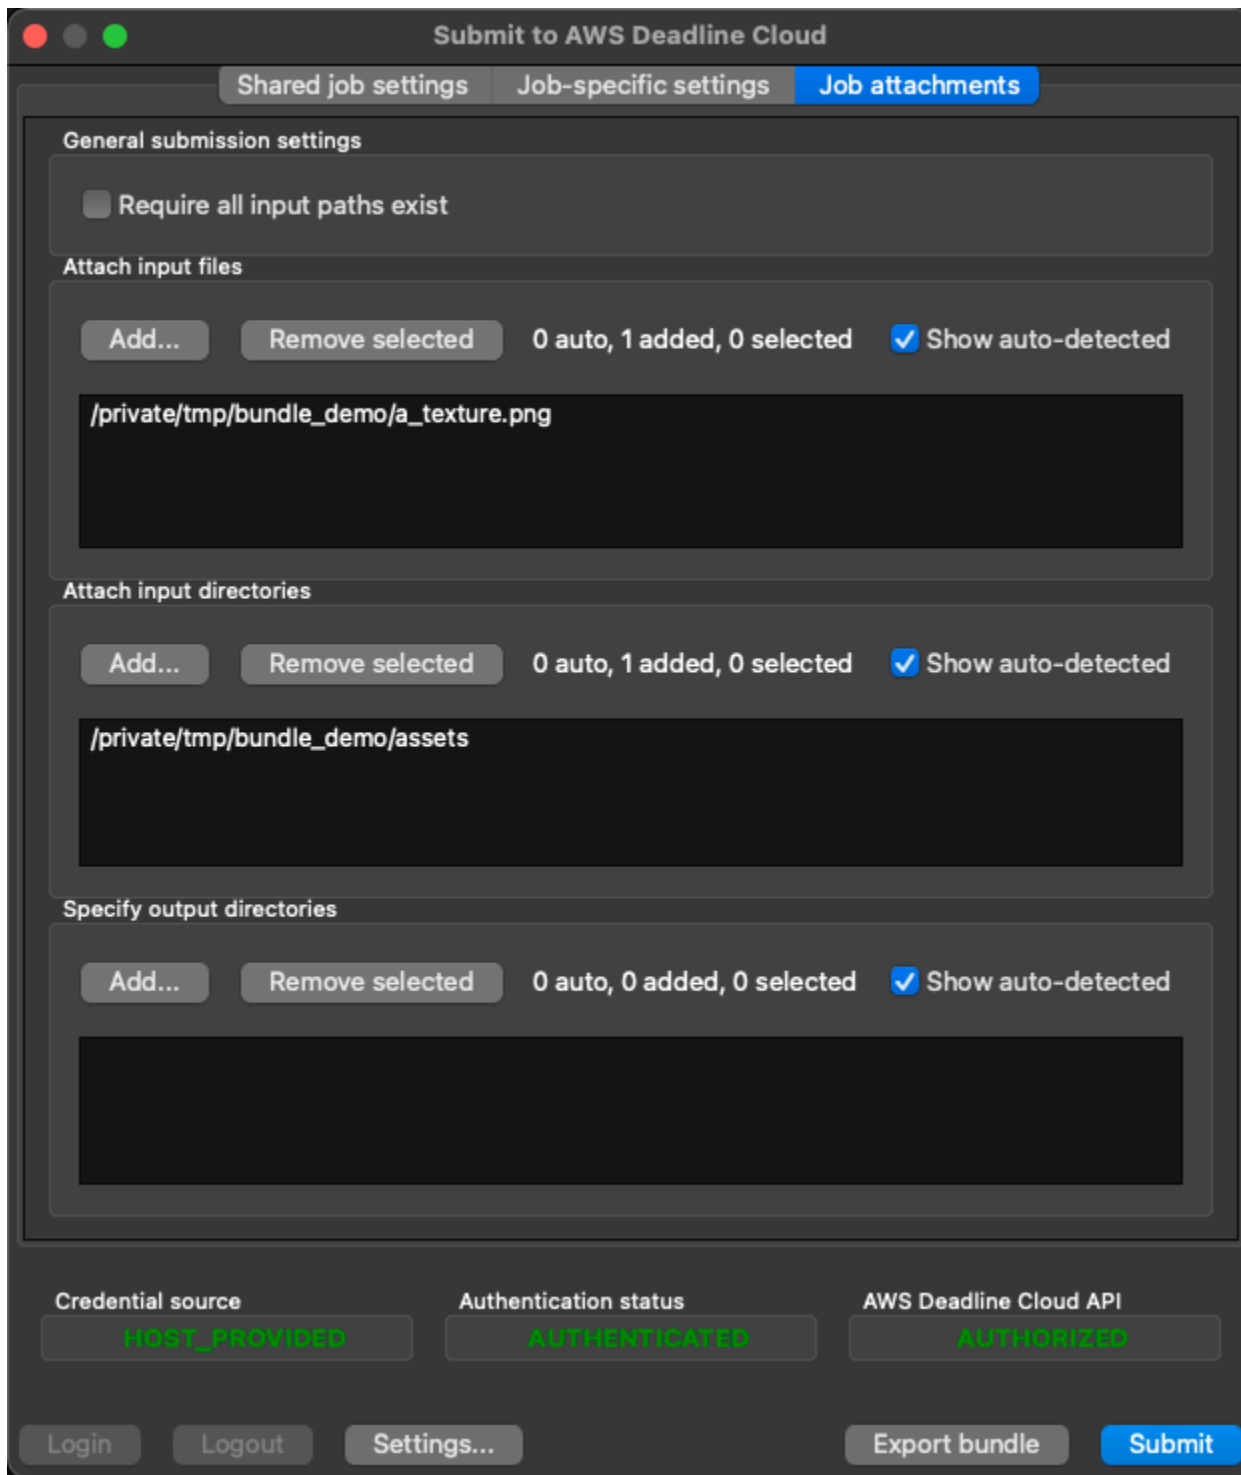 Submit to AWS Deadline Cloud
Shared job settings Job-specific settings Job attachments
General submission settings
Require all input paths exist
Attach input files
Add... Remove selected 0 auto, 1 added, 0 selected Show auto-detected
/private/tmp/bundle_demo/a_texture.png
Attach input directories
Add... Remove selected 0 auto, 1 added, 0 selected Show auto-detected
/private/tmp/bundle_demo/assets
Specify output directories
Add... Remove selected 0 auto, 0 added, 0 selected Show auto-detected
Credential source Authentication status AWS Deadline Cloud API
HOST_PROVIDED AUTHENTICATED AUTHORIZED
Login Logout Settings... Export bundle Submit